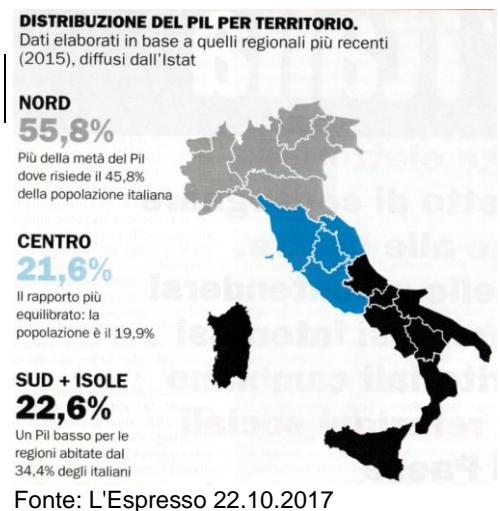 DISTRIBUZIONE DEL PIL PER TERRITORIO.
Dati elaborati in base a quelli regionali più recenti
(2015), diffusi dall'Istat
NORD
55,8%
Più della metà del Pil
dove risiede il 45,8%
della popolazione italiana
CENTRO
21,6%
Il rapporto più
equilibrato: la
popolazione è il 19,9%
SUD + ISOLE
22,6%
Un Pil basso per le
regioni abitate dal
34,4% degli italiani
Fonte: L'Espresso 22.10.2017